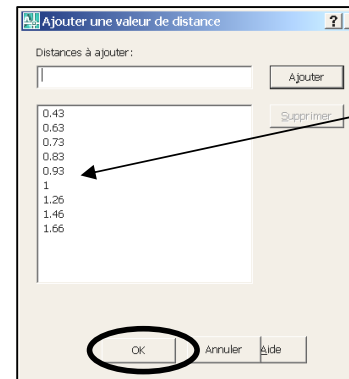 Ajouter une valeur de distance
Distances à ajouter:
Ajouter
0.43
Supprimer
0.63
0.73
0.83
0.93
1
1.26
1.46
1.66
OK Annuler Aide